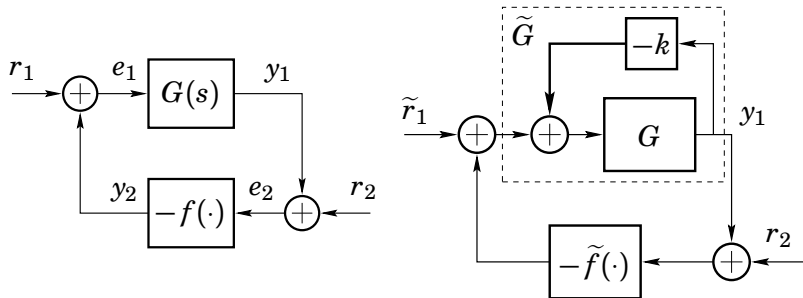 r₁
e₁
G(s)
y₁
y₂
−f(·)
e₂
r₂
G̃
−k
r̃₁
G
y₁
−f̃(·)
r₂